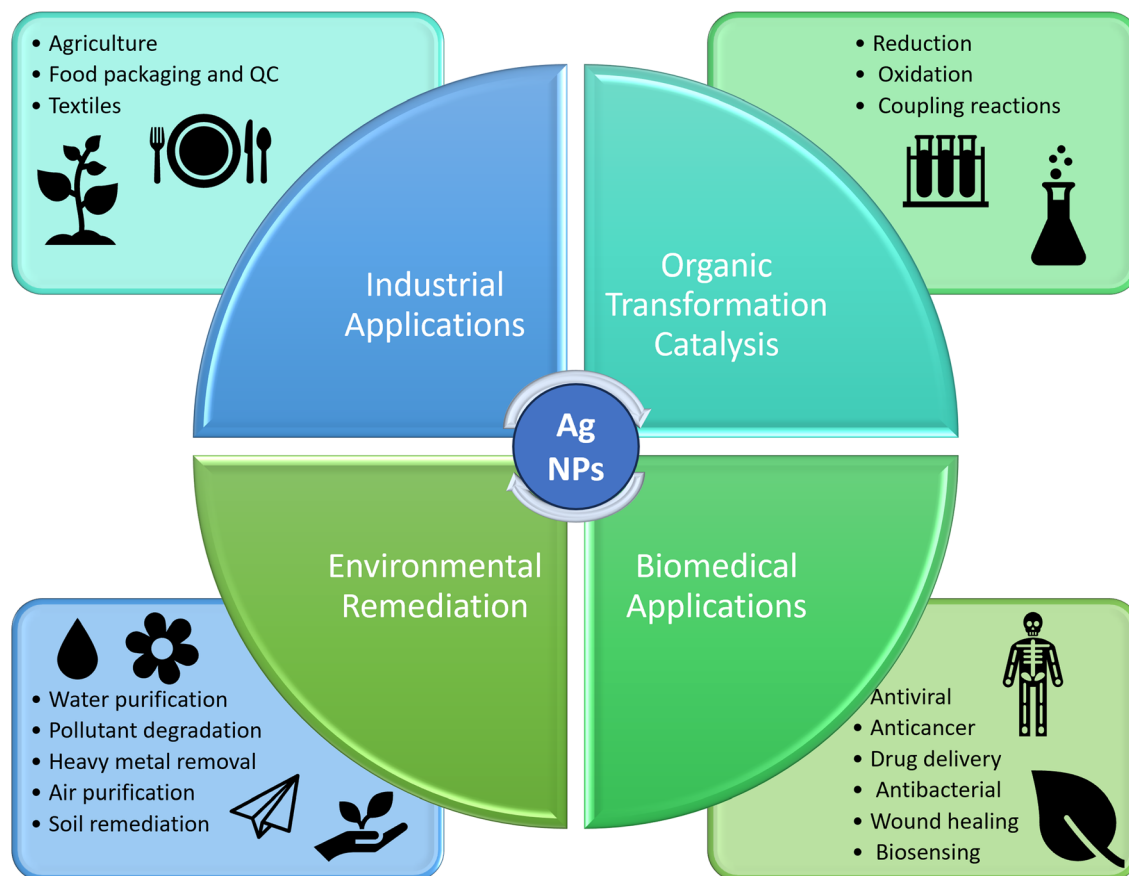 • Agriculture
• Food packaging and QC
• Textiles
• Reduction
• Oxidation
• Coupling reactions
Industrial
Applications
Organic
Transformation
Catalysis
Ag
NPs
Environmental
Remediation
Biomedical
Applications
• Water purification
• Pollutant degradation
• Heavy metal removal
• Air purification
• Soil remediation
Antiviral
• Anticancer
• Drug delivery
• Antibacterial
• Wound healing
• Biosensing